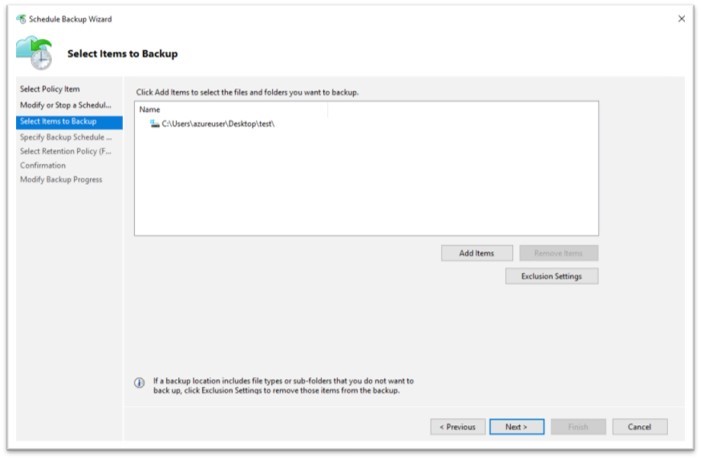 Schedule Backup Wizard
Select Items to Backup
Select Policy Item
Modify or Stop a Schedul...
Select Items to Backup
Specify Backup Schedule ...
Select Retention Policy (F...
Confirmation
Modify Backup Progress
Click Add Items to select the files and folders you want to backup.
Name
C:\Users\azureuser\Desktop\test\
Add Items
Remove Items
Exclusion Settings
If a backup location includes file types or sub-folders that you do not want to
back up, click Exclusion Settings to remove those items from the backup.
< Previous
Next >
Finish
Cancel